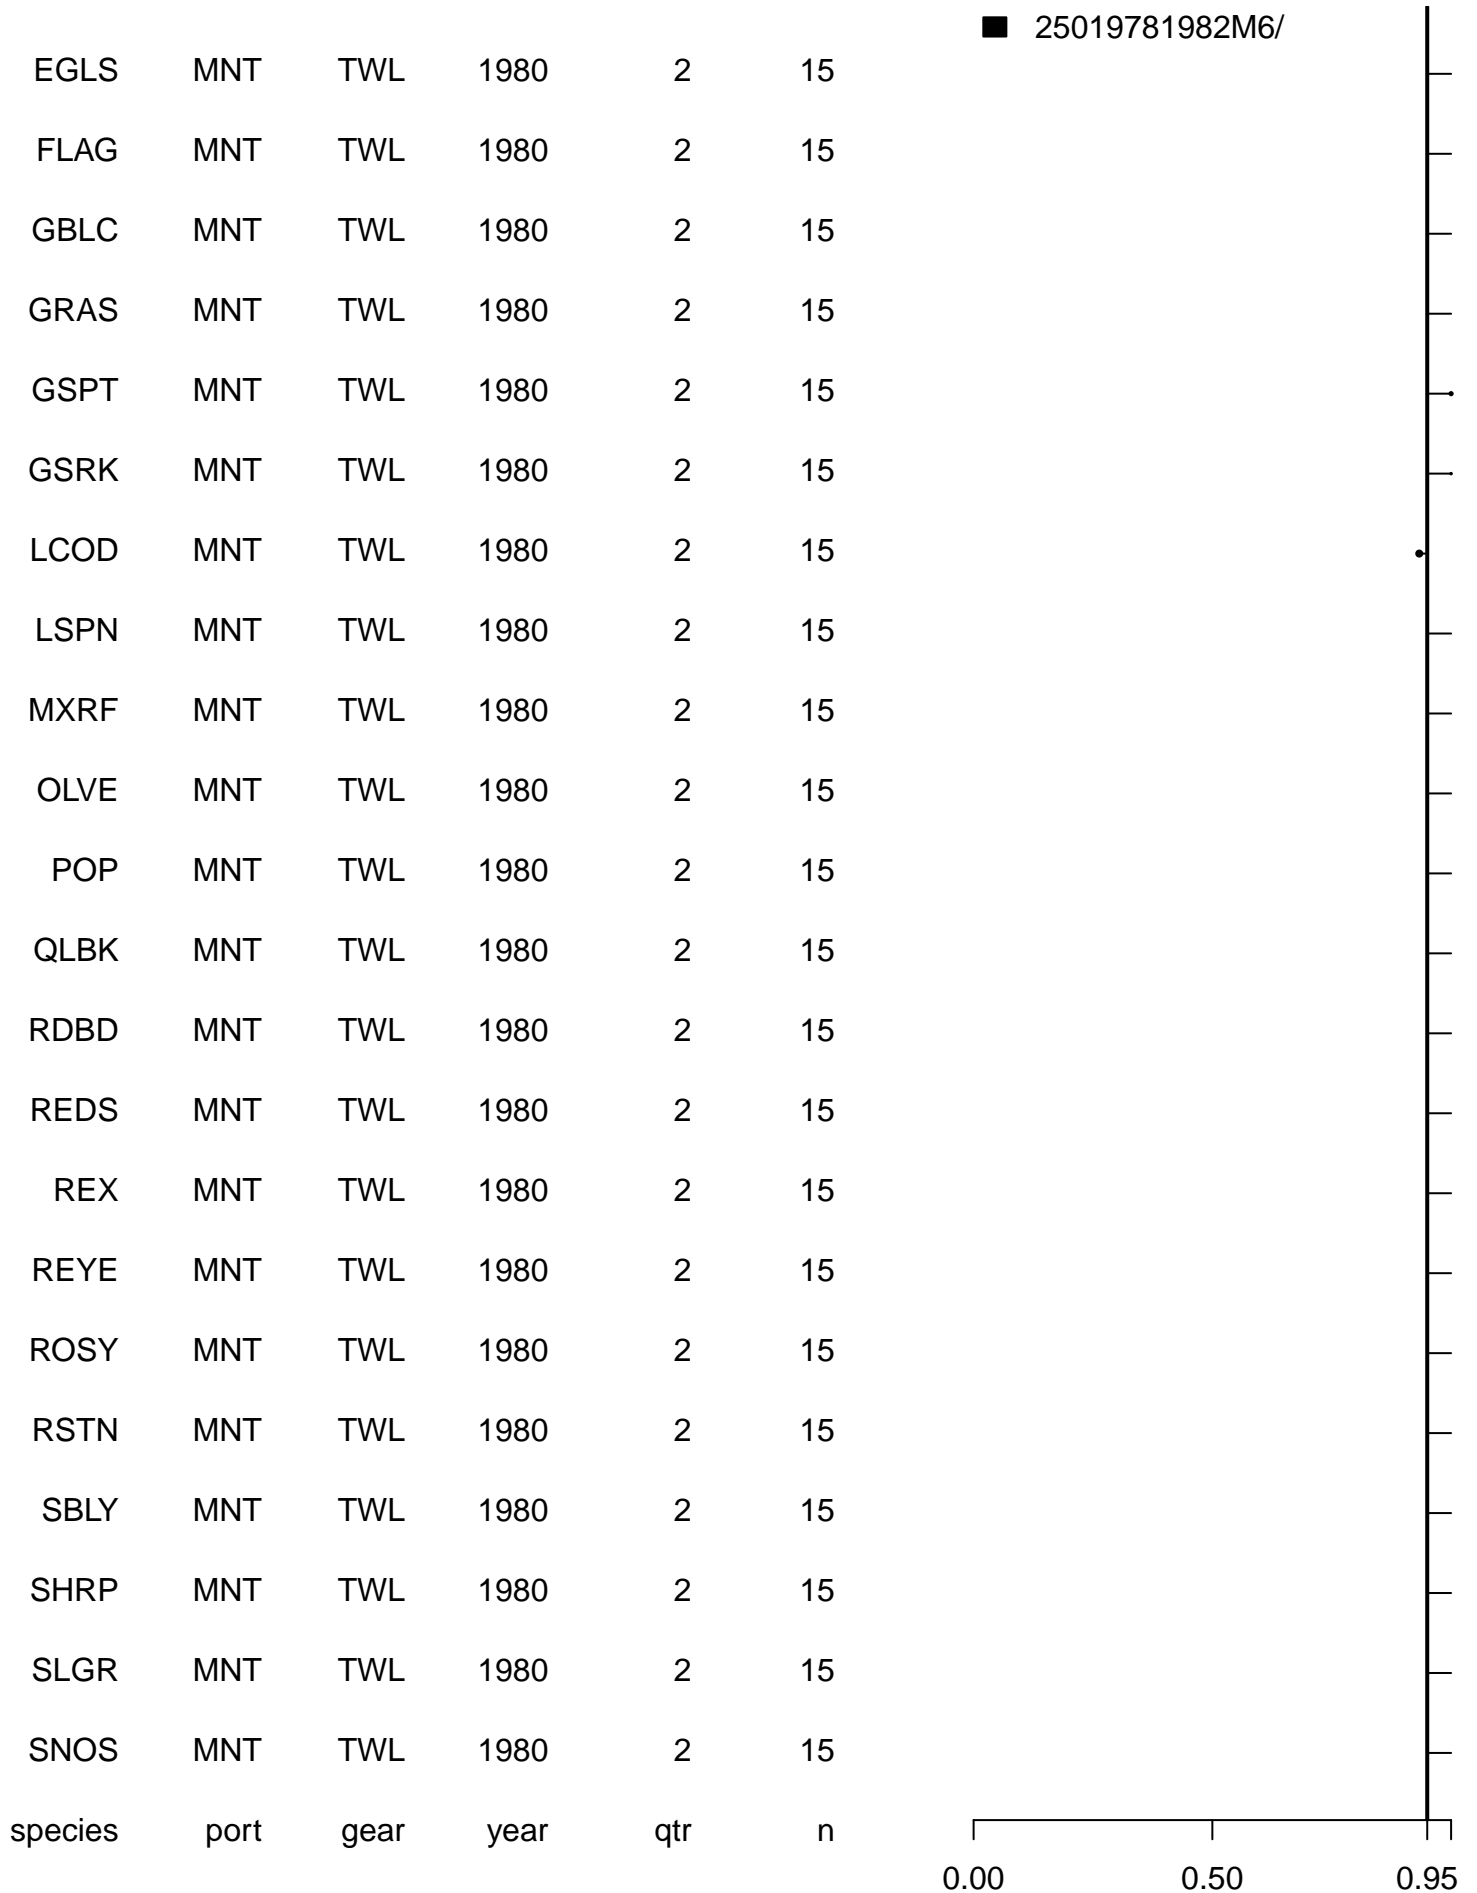 25019781982M6/
EGLS MNT TWL 1980 2 15
FLAG MNT TWL 1980 2 15
GBLC MNT TWL 1980 2 15
GRAS MNT TWL 1980 2 15
GSPT MNT TWL 1980 2 15
GSRK MNT TWL 1980 2 15
LCOD MNT TWL 1980 2 15
LSPN MNT TWL 1980 2 15
MXRF MNT TWL 1980 2 15
OLVE MNT TWL 1980 2 15
POP MNT TWL 1980 2 15
QLBK MNT TWL 1980 2 15
RDBD MNT TWL 1980 2 15
REDS MNT TWL 1980 2 15
REX MNT TWL 1980 2 15
REYE MNT TWL 1980 2 15
ROSY MNT TWL 1980 2 15
RSTN MNT TWL 1980 2 15
SBLY MNT TWL 1980 2 15
SHRP MNT TWL 1980 2 15
SLGR MNT TWL 1980 2 15
SNOS MNT TWL 1980 2 15
species port gear year qtr n
0.00 0.50 0.95